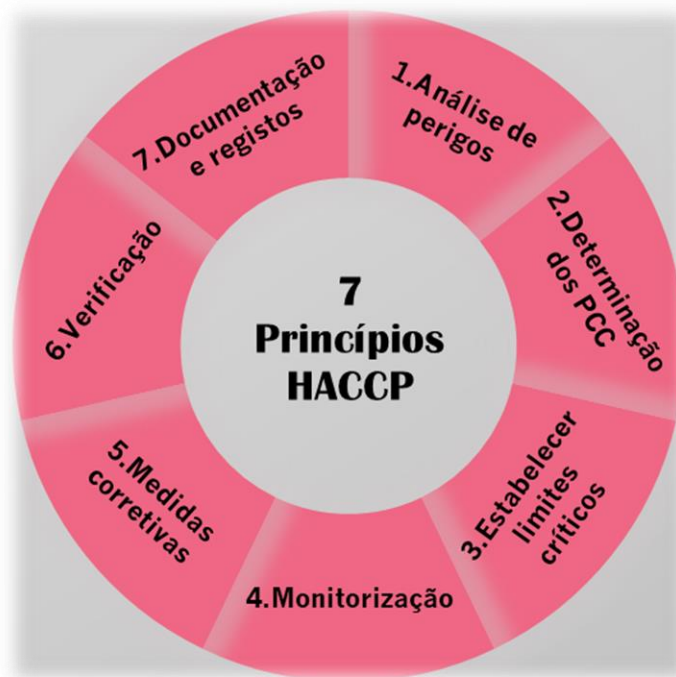 7
Princípios
HACCP
1.Análise de
perigos
2.Determinação
dos PCC
3.Estabelecer
limites
críticos
4.Monitorização
5.Medidas
corretivas
6.Verificação
7.Documentação
e registos